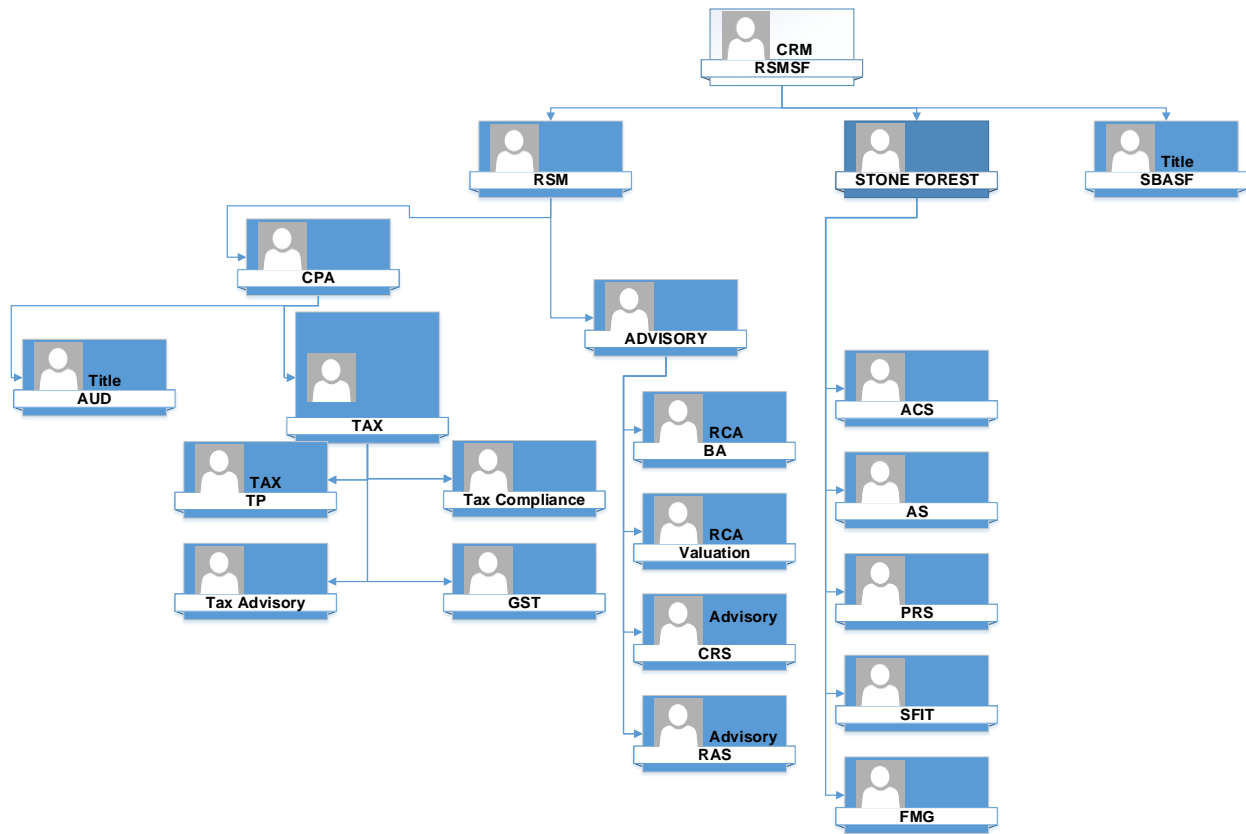 CRM
RSMSF
RSM
STONE FOREST
Title
SBASF
CPA
ADVISORY
Title
AUD
TAX
ACS
RCA
BA
TAX
TP
Tax Compliance
AS
RCA
Valuation
Tax Advisory
GST
PRS
Advisory
CRS
SFIT
Advisory
RAS
FMG